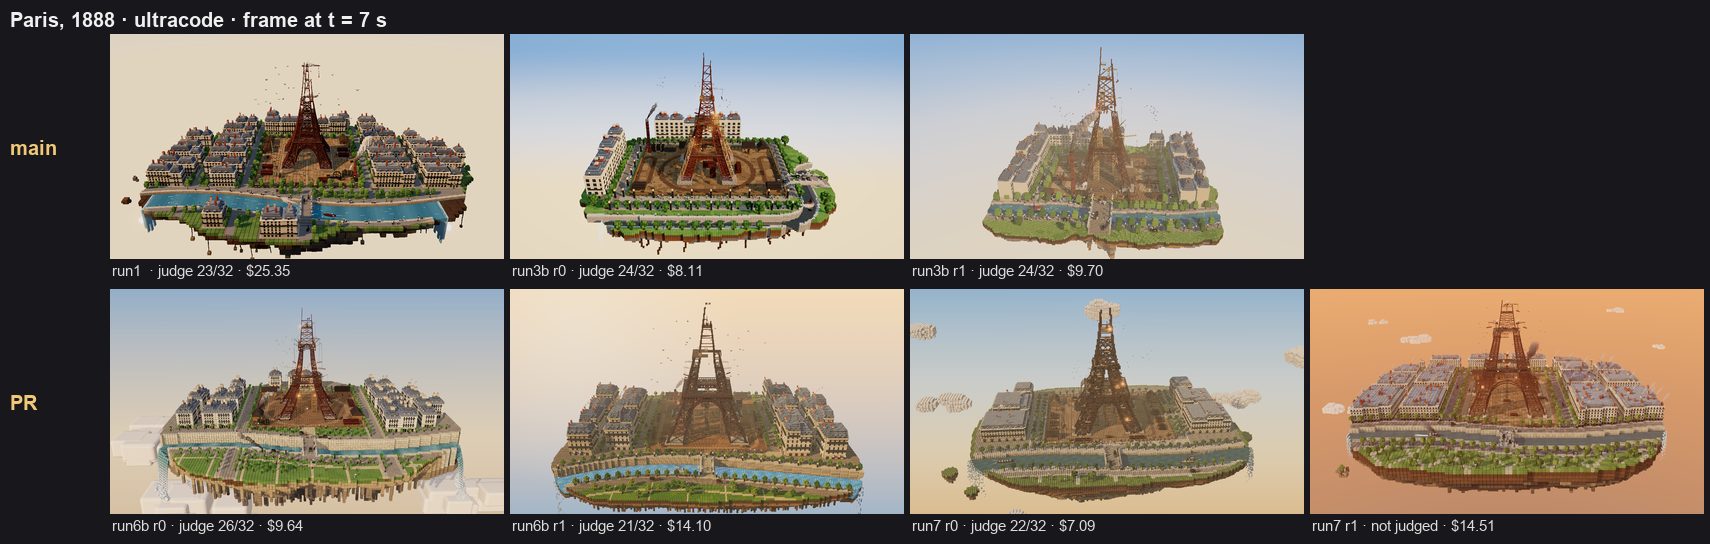 Paris, 1888 · ultracode · frame at t = 7 s
main
run1 · judge 23/32 · $25.35
run3b r0 · judge 24/32 · $8.11
run3b r1 · judge 24/32 · $9.70
PR
run6b r0 · judge 26/32 · $9.64
run6b r1 · judge 21/32 · $14.10
run7 r0 · judge 22/32 · $7.09
run7 r1 · not judged · $14.51